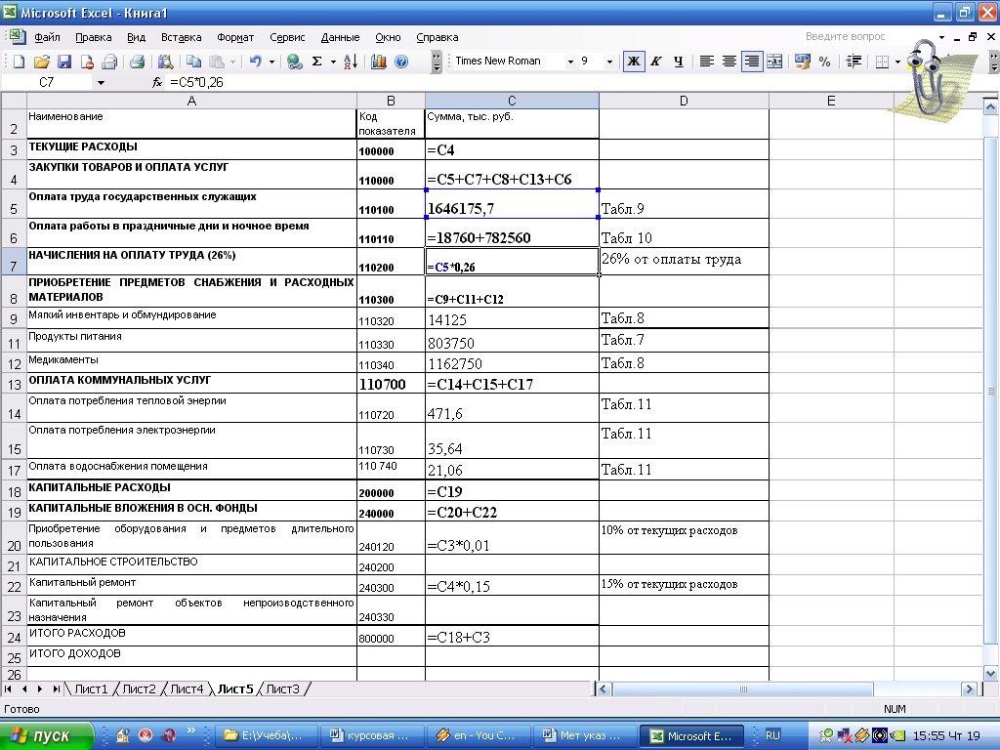 Microsoft Excel - Книга1
Файл Правка Вид Вставка Формат Сервис Данные Окно Справка Введите вопрос
Times New Roman 9 Ж К Ч
C7 fx =C5*0,26
A B C D E
2 Наименование Код показателя Сумма, тыс. руб.
3 ТЕКУЩИЕ РАСХОДЫ 100000 =C4
4 ЗАКУПКИ ТОВАРОВ И ОПЛАТА УСЛУГ 110000 =C5+C7+C8+C13+C6
5 Оплата труда государственных служащих 110100 1646175,7 Табл.9
6 Оплата работы в праздничные дни и ночное время 110110 =18760+782560 Табл 10
7 НАЧИСЛЕНИЯ НА ОПЛАТУ ТРУДА (26%) 110200 =C5*0,26 26% от оплаты труда
8 ПРИОБРЕТЕНИЕ ПРЕДМЕТОВ СНАБЖЕНИЯ И РАСХОДНЫХ
МАТЕРИАЛОВ 110300 =C9+C11+C12
9 Мягкий инвентарь и обмундирование 110320 14125 Табл.8
11 Продукты питания 110330 803750 Табл.7
12 Медикаменты 110340 1162750 Табл.8
13 ОПЛАТА КОММУНАЛЬНЫХ УСЛУГ 110700 =C14+C15+C17
14 Оплата потребления тепловой энергии 110720 471,6 Табл.11
15 Оплата потребления электроэнергии 110730 35,64 Табл.11
17 Оплата водоснабжения помещения 110 740 21,06 Табл.11
18 КАПИТАЛЬНЫЕ РАСХОДЫ 200000 =C19
19 КАПИТАЛЬНЫЕ ВЛОЖЕНИЯ В ОСН. ФОНДЫ 240000 =C20+C22
20 Приобретение оборудования и предметов длительного
пользования 240120 =C3*0,01 10% от текущих расходов
21 КАПИТАЛЬНОЕ СТРОИТЕЛЬСТВО 240200
22 Капитальный ремонт 240300 =C4*0,15 15% от текущих расходов
23 Капитальный ремонт объектов непроизводственного
назначения 240330
24 ИТОГО РАСХОДОВ 800000 =C18+C3
25 ИТОГО ДОХОДОВ
26
Лист1 Лист2 Лист4 Лист5 Лист3
Готово NUM
пуск E:\Учеба\... курсовая ... en - You C... Мет указ ... Microsoft E... RU 15:55 Чт 19